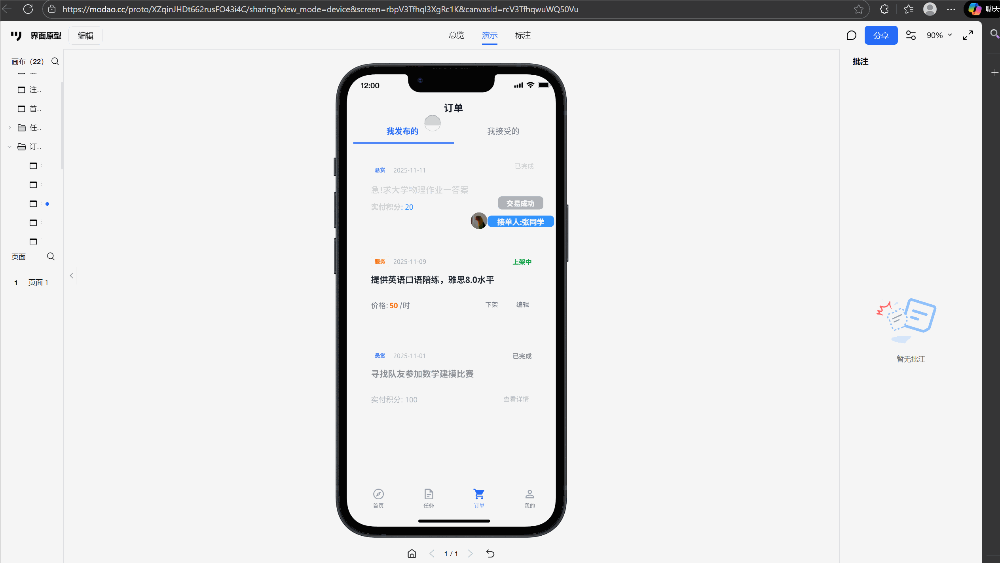 https://modao.cc/proto/XZqinJHDt662rusFO43i4C/sharing?view_mode=device&screen=rbpV3Tfhql3XgRc1K&canvasId=rcV3TfhqwuWQ50Vu
聊天
界面原型
编辑
总览
演示
标注
分享
90%
画布（22）
注..
首..
任..
订..
页面
1 页面 1
批注
暂无批注
12:00
订单
我发布的
我接受的
悬赏 2025-11-11
已完成
急!求大学物理作业一答案
实付积分: 20
交易成功
接单人:张同学
服务 2025-11-09
上架中
提供英语口语陪练，雅思8.0水平
价格: 50 /时
下架
编辑
悬赏 2025-11-01
已完成
寻找队友参加数学建模比赛
实付积分: 100
查看详情
首页
任务
订单
我的
1 / 1